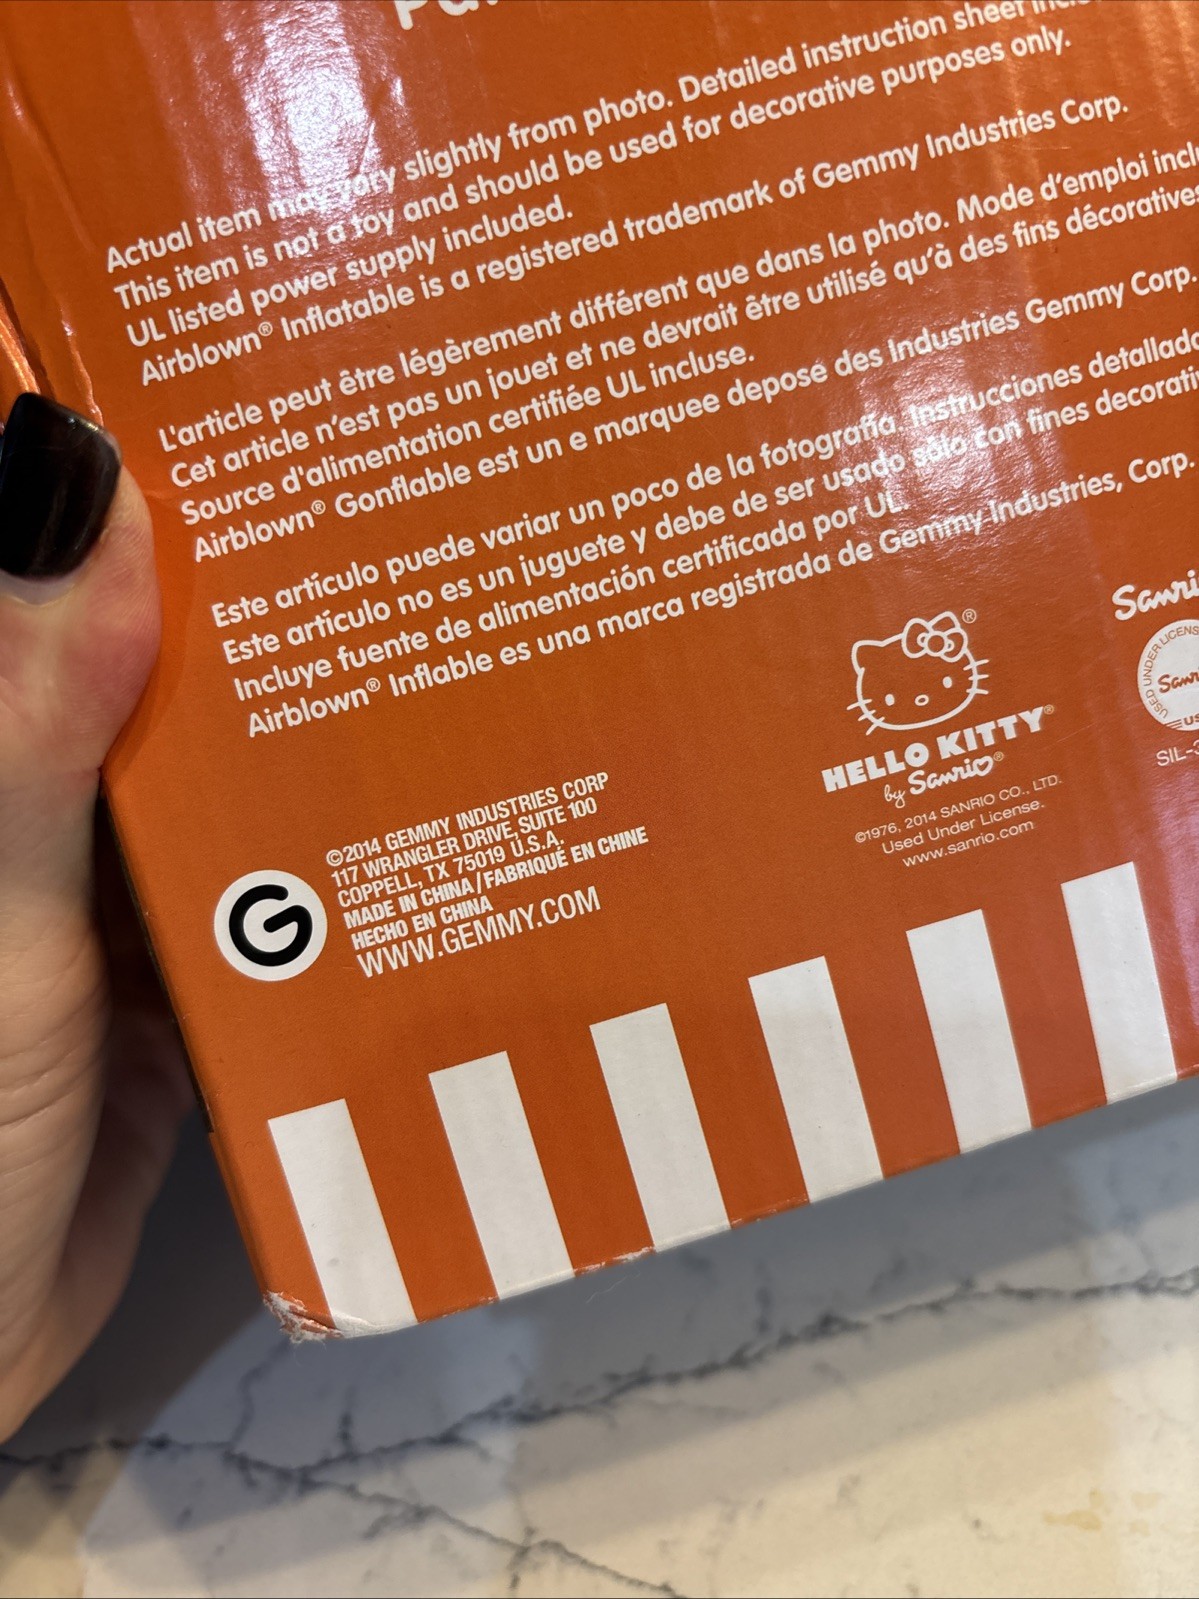 Actual item may vary slightly from photo. Detailed instruction sheet
This item is not a toy and should be used for decorative purposes only.
UL listed power supply included.
Airblown® Inflatable is a registered trademark of Gemmy Industries Corp.
L'article peut être légèrement différent que dans la photo. Mode d'emploi
Cet article n'est pas un jouet et ne devrait être utilisé qu'à des fins
Source d'alimentation certifiée UL incluse.
Airblown® Gonflable est un e marquee depose des Industries Gemmy Corp.
Este artículo puede variar un poco de la fotografía. Instrucciones
Este artículo no es un juguete y debe de ser usado sólo con fines
Incluye fuente de alimentación certificada por UL.
Airblown® Inflable es una marca registrada de Gemmy Industries, Corp.
HELLO KITTY®
by Sanrio®
©1976, 2014 SANRIO CO., LTD.
Used Under License.
www.sanrio.com
USED UNDER
©2014 GEMMY INDUSTRIES CORP
117 WRANGLER DRIVE, SUITE 100
COPPELL, TX 75019 U.S.A.
MADE IN CHINA/FABRIQUÉ EN CHINE
HECHO EN CHINA
WWW.GEMMY.COM
G